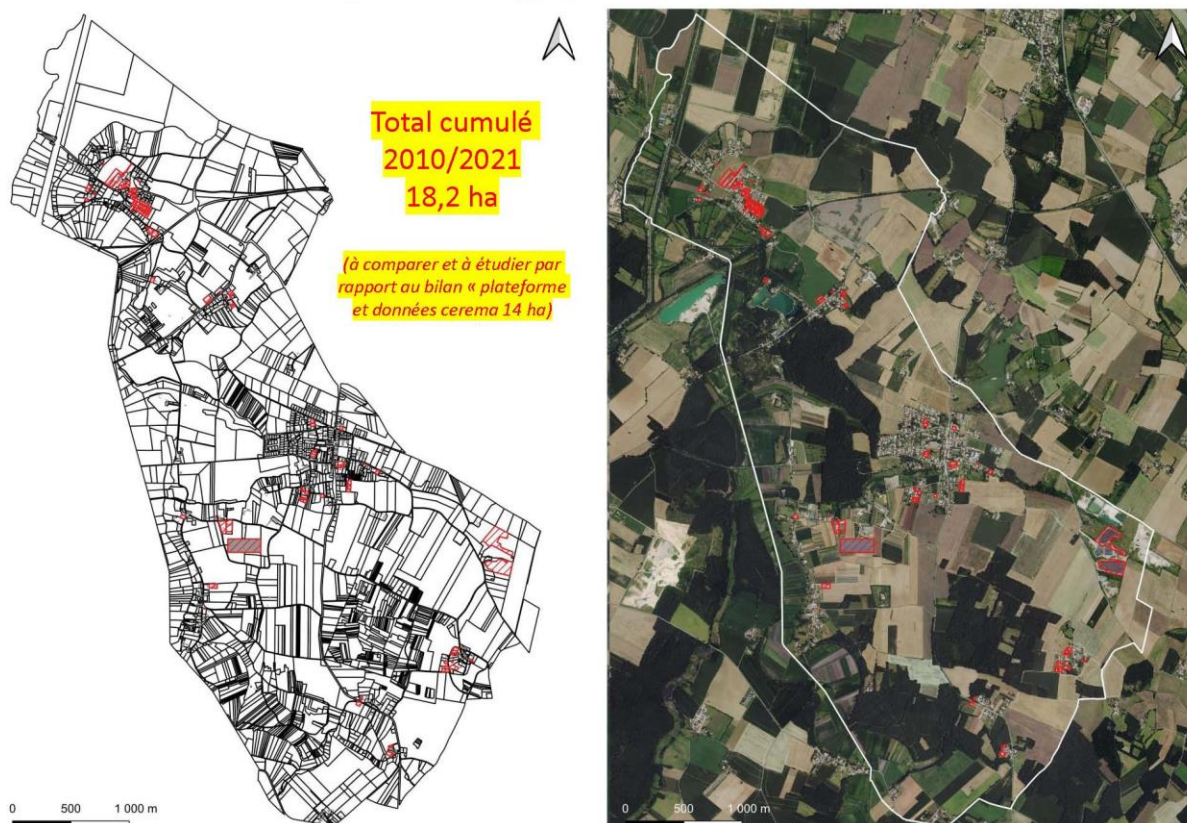 Total cumulé
2010/2021
18,2 ha
(à comparer et à étudier par
rapport au bilan « plateforme
et données cerema 14 ha)
0 500 1 000 m
0 500 1 000 m